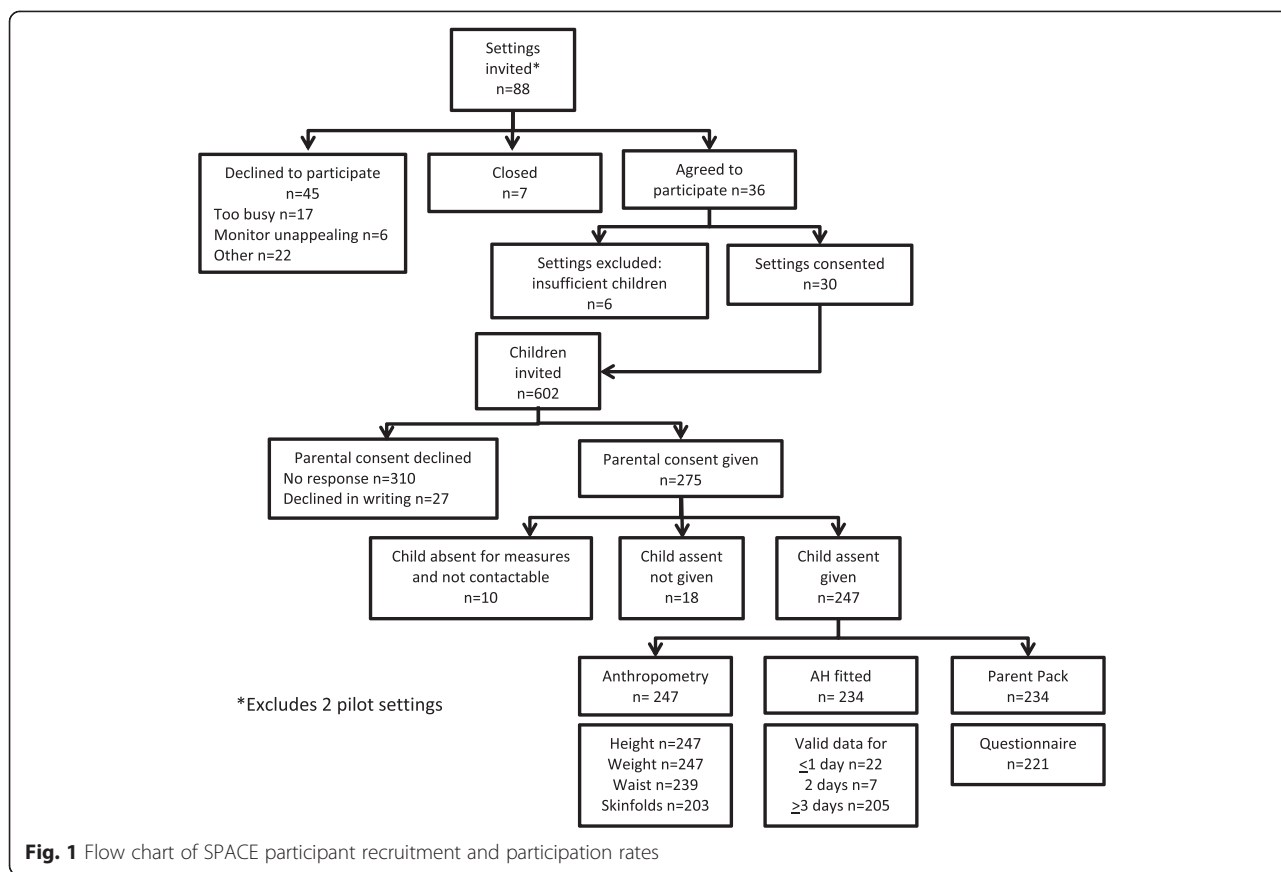 Settings
invited*
n=88
Declined to participate
n=45
Too busy n=17
Monitor unappealing n=6
Other n=22
Closed
n=7
Agreed to
participate n=36
Settings excluded:
insufficient children
n=6
Settings consented
n=30
Children
invited
n=602
Parental consent declined
No response n=310
Declined in writing n=27
Parental consent given
n=275
Child absent for measures
and not contactable
n=10
Child assent
not given
n=18
Child assent
given
n=247
Anthropometry
n= 247
AH fitted
n= 234
Parent Pack
n=234
*Excludes 2 pilot settings
Height n=247
Weight n=247
Waist n=239
Skinfolds n=203
Valid data for
≤1 day n=22
2 days n=7
≥3 days n=205
Questionnaire
n=221
Fig. 1 Flow chart of SPACE participant recruitment and participation rates